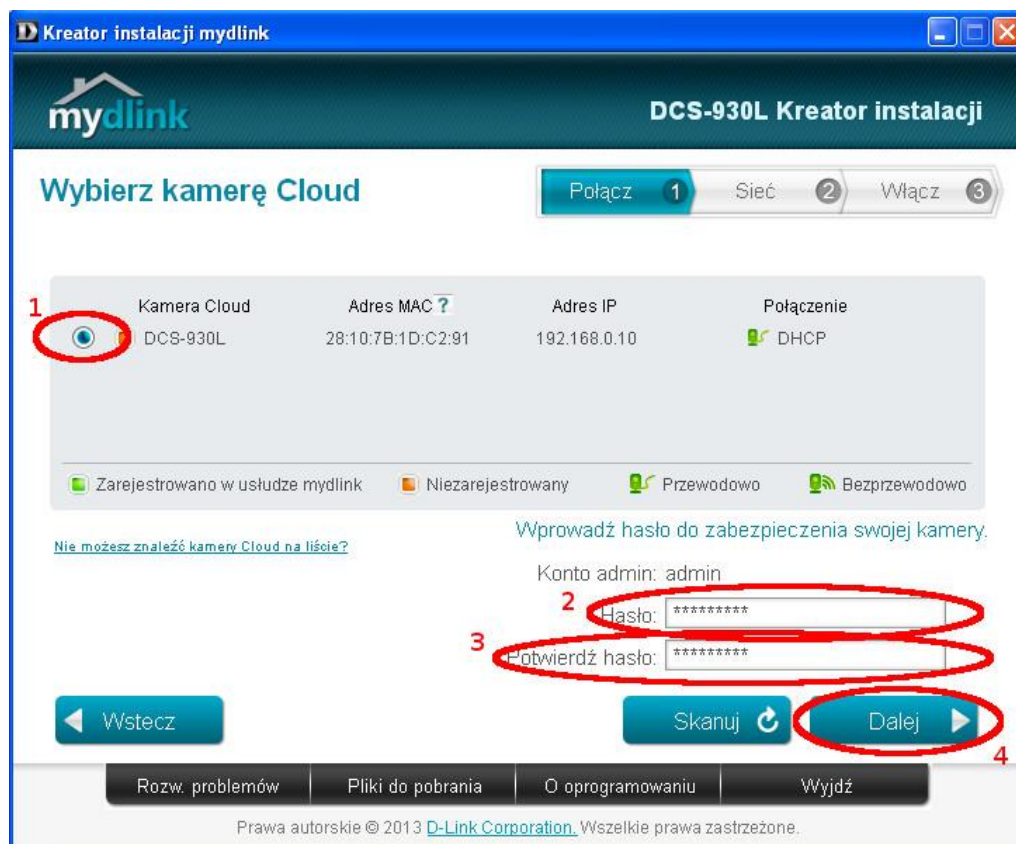 Kreator instalacji mydlink
mydlink
DCS-930L Kreator instalacji
Wybierz kamerę Cloud
Połącz 1 Sieć 2 Włącz 3
Kamera Cloud Adres MAC ? Adres IP Połączenie
1
DCS-930L 28:10:7B:1D:C2:91 192.168.0.10 DHCP
Zarejestrowano w usłudze mydlink Niezarejestrowany Przewodowo Bezprzewodowo
Wprowadź hasło do zabezpieczenia swojej kamery.
Nie możesz znaleźć kamery Cloud na liście?
Konto admin: admin
2
Hasło: *********
3
Potwierdź hasło: *********
Wstecz Skanuj Dalej
4
Rozw. problemów Pliki do pobrania O oprogramowaniu Wyjdź
Prawa autorskie © 2013 D-Link Corporation. Wszelkie prawa zastrzeżone.